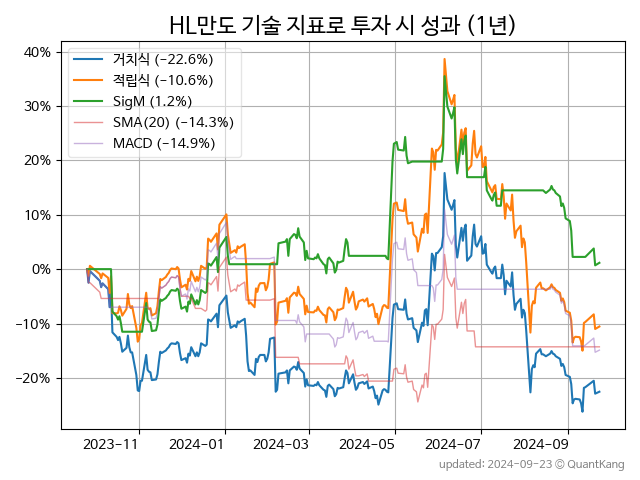 HL만도 기술 지표로 투자 시 성과 (1년)
거치식 (−22.6%)
적립식 (−10.6%)
SigM (1.2%)
SMA(20) (−14.3%)
MACD (−14.9%)
40%
30%
20%
10%
0%
−10%
−20%
2023-11 2024-01 2024-03 2024-05 2024-07 2024-09
updated: 2024-09-23 © QuantKang